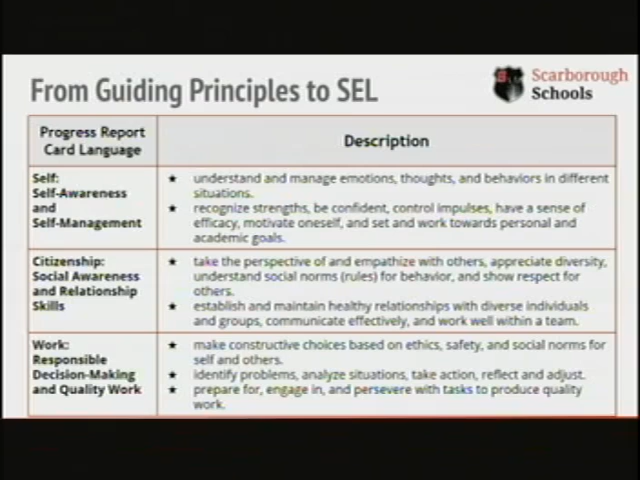 From Guiding Principles to SEL
Scarborough
Schools
Progress Report
Card Language
Description
Self:
Self-Awareness
and
Self-Management
★ understand and manage emotions, thoughts, and behaviors in different
situations.
★ recognize strengths, be confident, control impulses, have a sense of
efficacy, motivate oneself, and set and work towards personal and
academic goals.
Citizenship:
Social Awareness
and Relationship
Skills
★ take the perspective of and empathize with others, appreciate diversity,
understand social norms (rules) for behavior, and show respect for
others.
★ establish and maintain healthy relationships with diverse individuals
and groups, communicate effectively, and work well within a team.
Work:
Responsible
Decision-Making
and Quality Work
★ make constructive choices based on ethics, safety, and social norms for
self and others.
★ identify problems, analyze situations, take action, reflect and adjust.
★ prepare for, engage in, and persevere with tasks to produce quality
work.